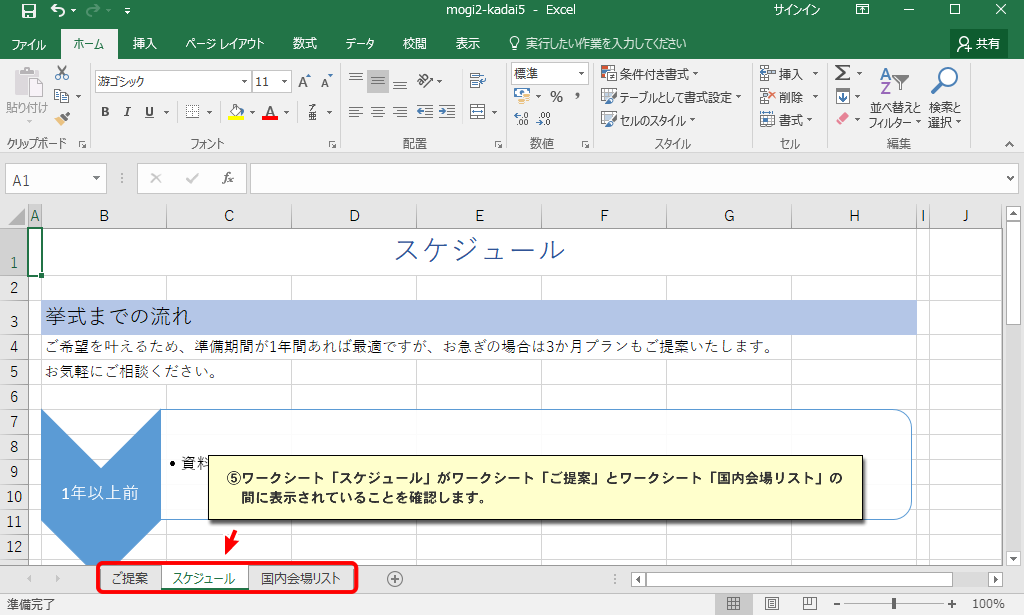 mogi2-kadai5 - Excel
サインイン
ファイル ホーム 挿入 ページ レイアウト 数式 データ 校閲 表示 実行したい作業を入力してください 共有
貼り付け
游ゴシック 11 A A
B I U A
標準
% ,
条件付き書式
テーブルとして書式設定
セルのスタイル
挿入
削除
書式
Σ
並べ替えと
フィルター
検索と
選択
クリップボード フォント 配置 数値 スタイル セル 編集
A1 fx
A B C D E F G H I J
1 スケジュール
2
3 挙式までの流れ
4 ご希望を叶えるため、準備期間が1年間あれば最適ですが、お急ぎの場合は3か月プランもご提案いたします。
5 お気軽にご相談ください。
6
7
8
9 • 資料
10 1年以上前
11
12
⑤ワークシート「スケジュール」がワークシート「ご提案」とワークシート「国内会場リスト」の
間に表示されていることを確認します。
ご提案 スケジュール 国内会場リスト
準備完了 100%